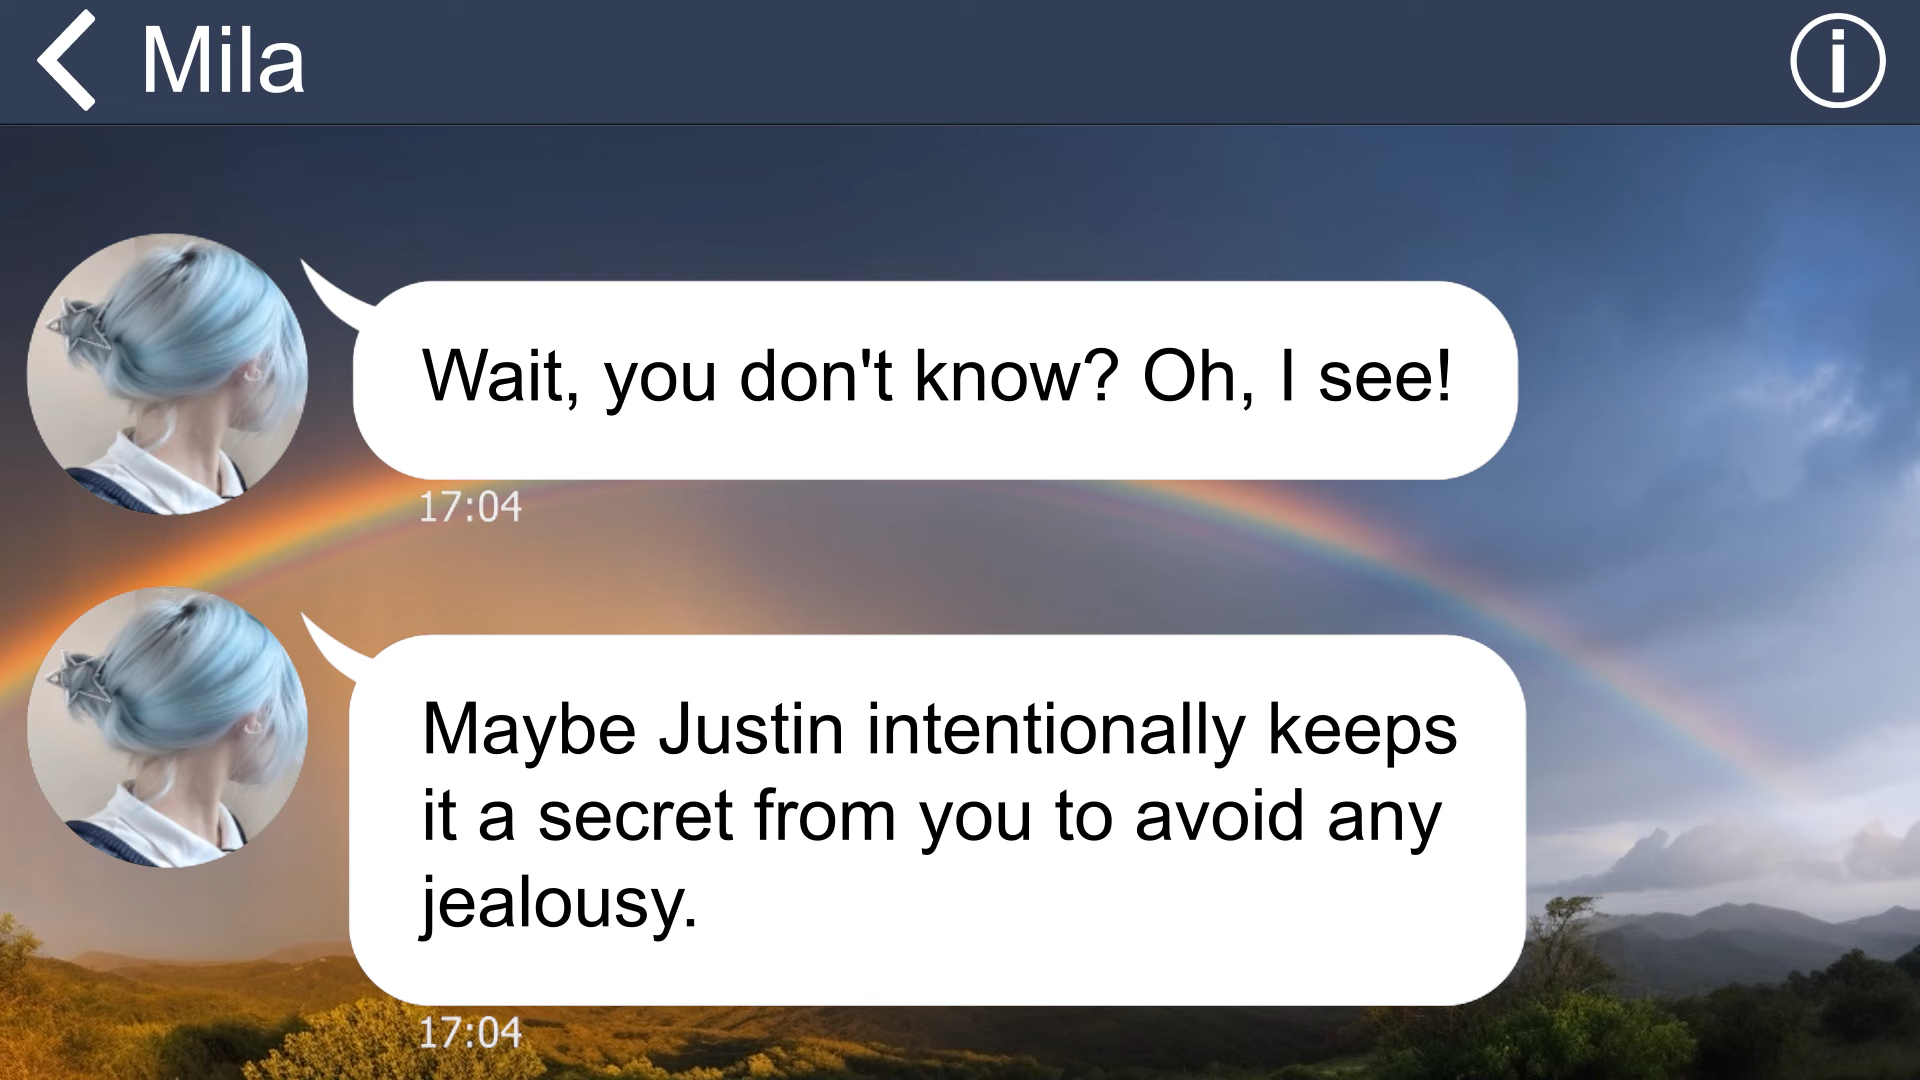 Mila
Wait, you don't know? Oh, I see!
17:04
Maybe Justin intentionally keeps
it a secret from you to avoid any
jealousy.
17:04